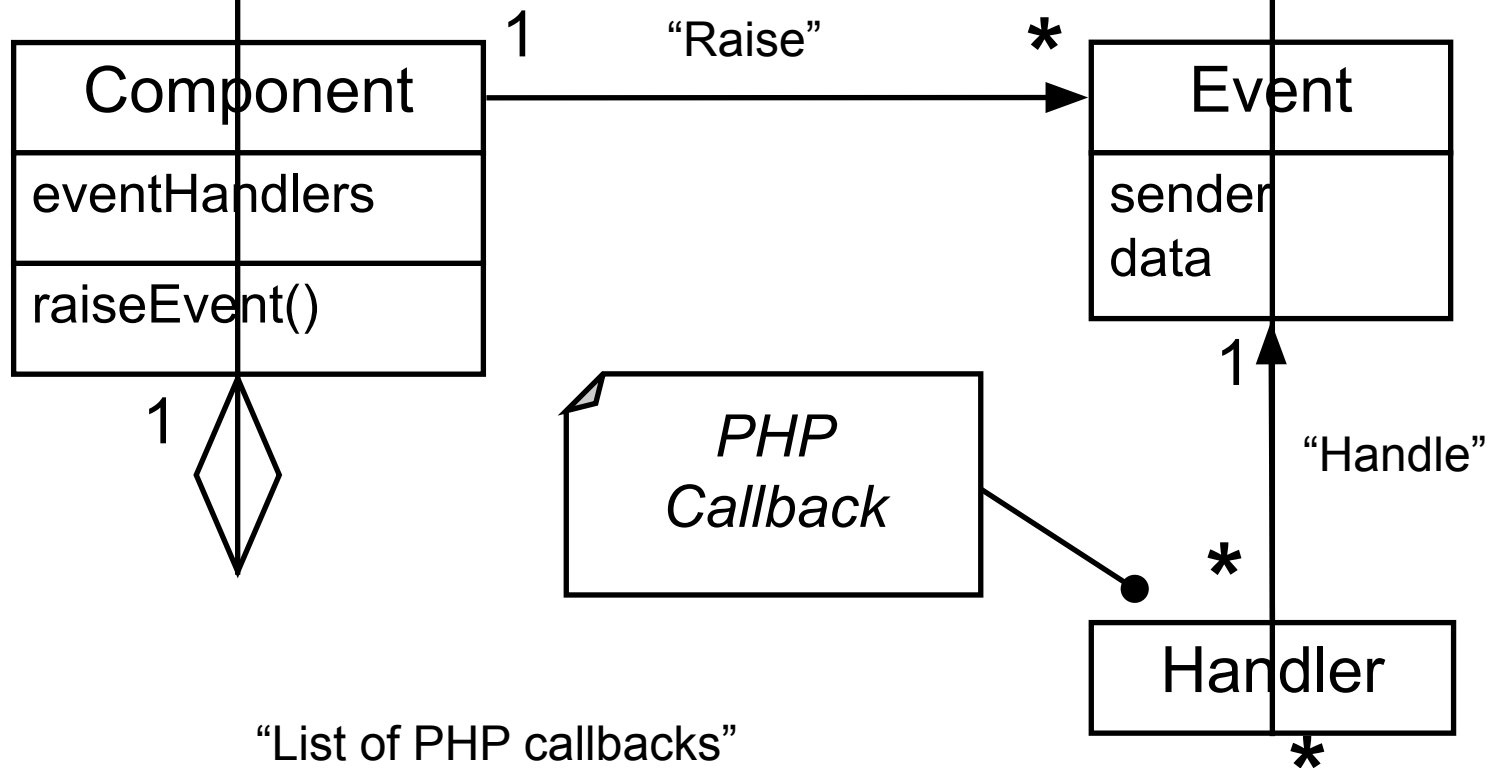 1
“Raise”
*
Component
Event
eventHandlers
sender
data
raiseEvent()
1
1
PHP
Callback
“Handle”
*
Handler
“List of PHP callbacks”
*